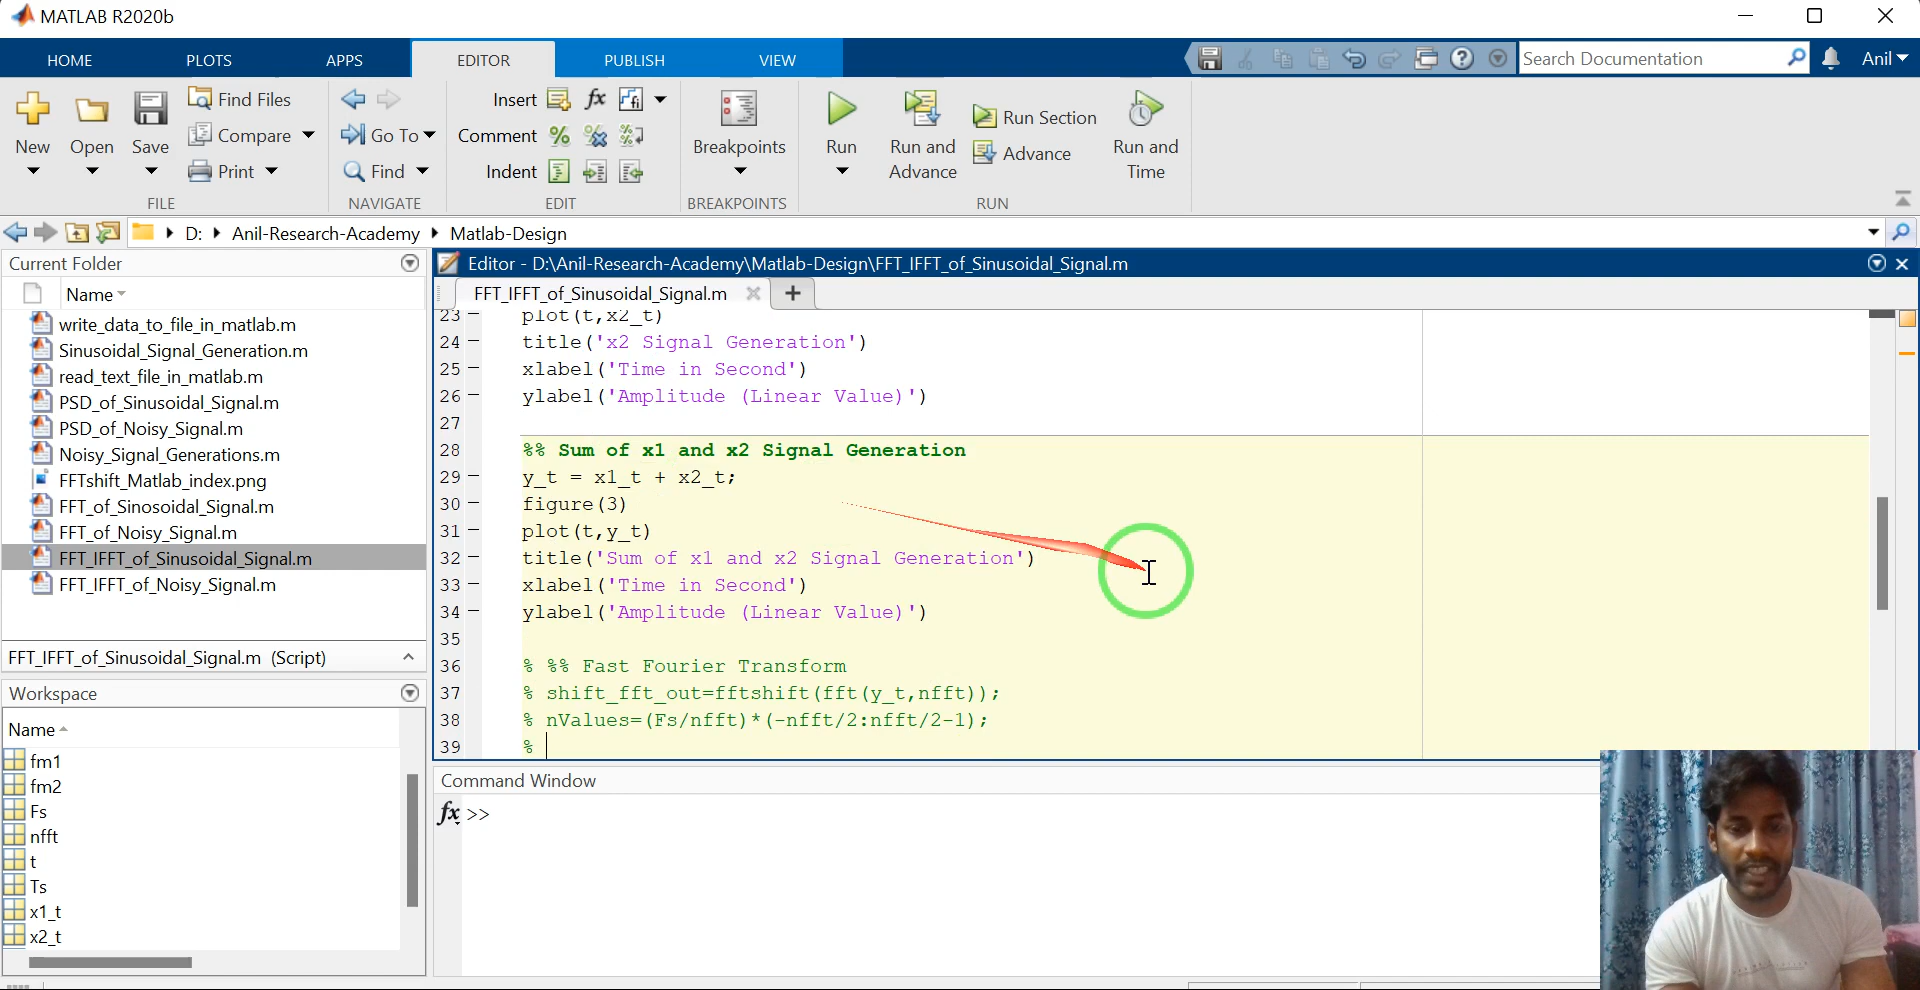 MATLAB R2020b
HOME
PLOTS
APPS
EDITOR
PUBLISH
VIEW
Search Documentation
Anil
New
Open
Save
Find Files
Compare
Print
FILE
Go To
Find
NAVIGATE
Insert
fx
Comment
Indent
EDIT
Breakpoints
BREAKPOINTS
Run
Run and Advance
Run Section
Advance
Run and Time
RUN
D: Anil-Research-Academy Matlab-Design
Current Folder
Name
write_data_to_file_in_matlab.m
Sinusoidal_Signal_Generation.m
read_text_file_in_matlab.m
PSD_of_Sinusoidal_Signal.m
PSD_of_Noisy_Signal.m
Noisy_Signal_Generations.m
FFTshift_Matlab_index.png
FFT_of_Sinosoidal_Signal.m
FFT_of_Noisy_Signal.m
FFT_IFFT_of_Sinusoidal_Signal.m
FFT_IFFT_of_Noisy_Signal.m
FFT_IFFT_of_Sinusoidal_Signal.m (Script)
Workspace
Name
fm1
fm2
Fs
nfft
t
Ts
x1_t
x2_t
Editor - D:\Anil-Research-Academy\Matlab-Design\FFT_IFFT_of_Sinusoidal_Signal.m
FFT_IFFT_of_Sinusoidal_Signal.m
23 plot(t,x2_t)
24 title('x2 Signal Generation')
25 xlabel('Time in Second')
26 ylabel('Amplitude (Linear Value)')
27
28 %% Sum of x1 and x2 Signal Generation
29 y_t = x1_t + x2_t;
30 figure(3)
31 plot(t,y_t)
32 title('Sum of x1 and x2 Signal Generation')
33 xlabel('Time in Second')
34 ylabel('Amplitude (Linear Value)')
35
36 % %% Fast Fourier Transform
37 % shift_fft_out=fftshift(fft(y_t,nfft));
38 % nValues=(Fs/nfft)*(-nfft/2:nfft/2-1);
39 %
Command Window
fx >>